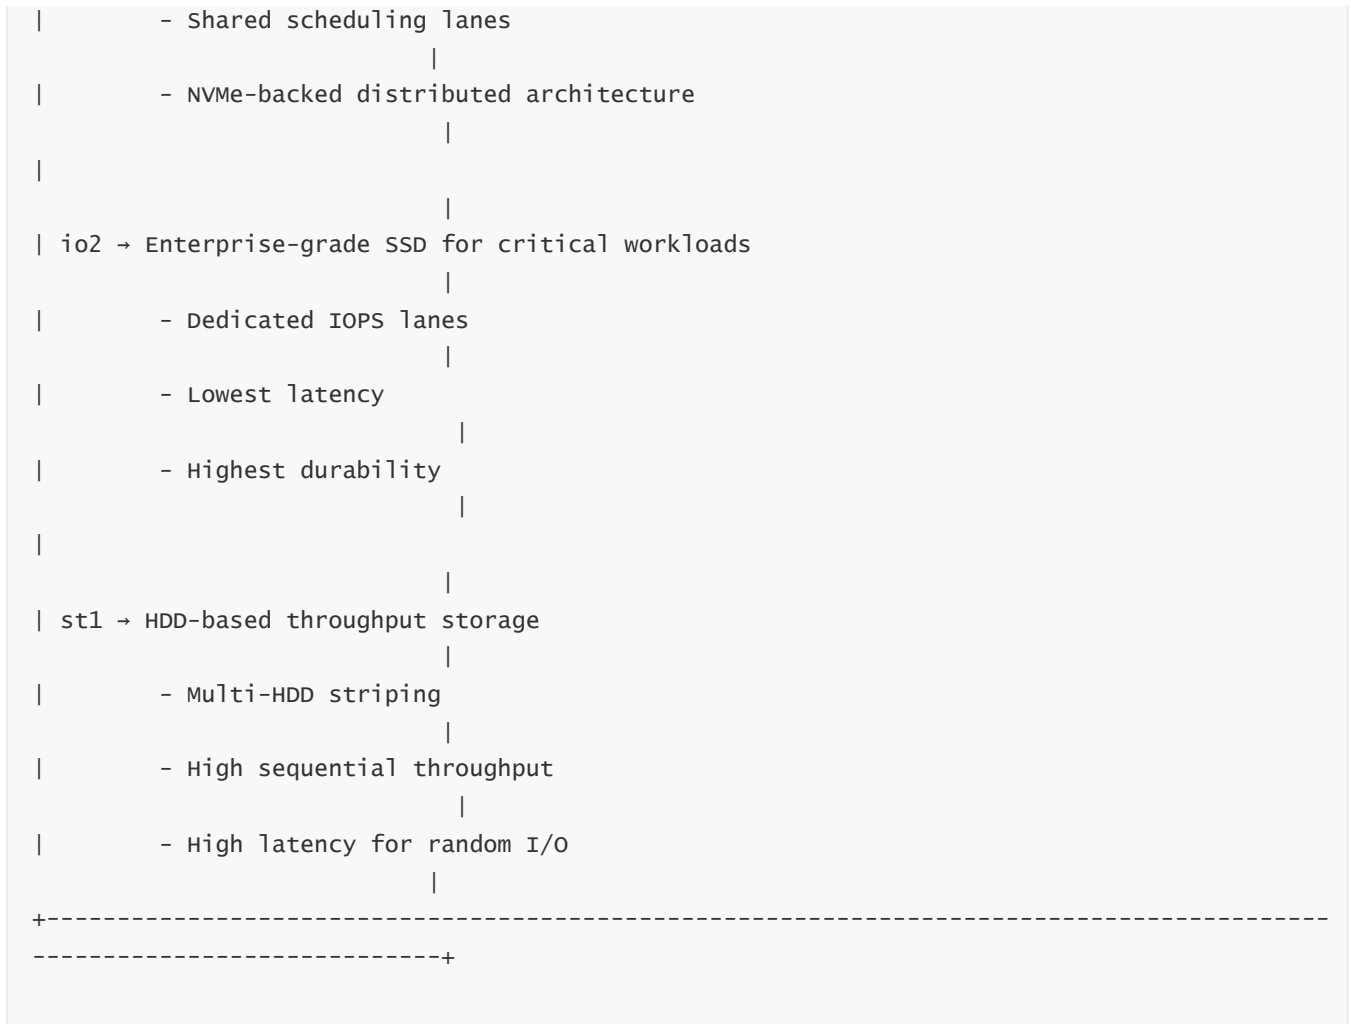 |        - Shared scheduling lanes
                            |
|        - NVMe-backed distributed architecture
                             |
|
                             |
| io2 → Enterprise-grade SSD for critical workloads
                             |
|        - Dedicated IOPS lanes
                             |
|        - Lowest latency
                              |
|        - Highest durability
                              |
|
                             |
| st1 → HDD-based throughput storage
                             |
|        - Multi-HDD striping
                             |
|        - High sequential throughput
                              |
|        - High latency for random I/O
                            |
+-------------------------------------------------------------------------------------------
-----------------------------+